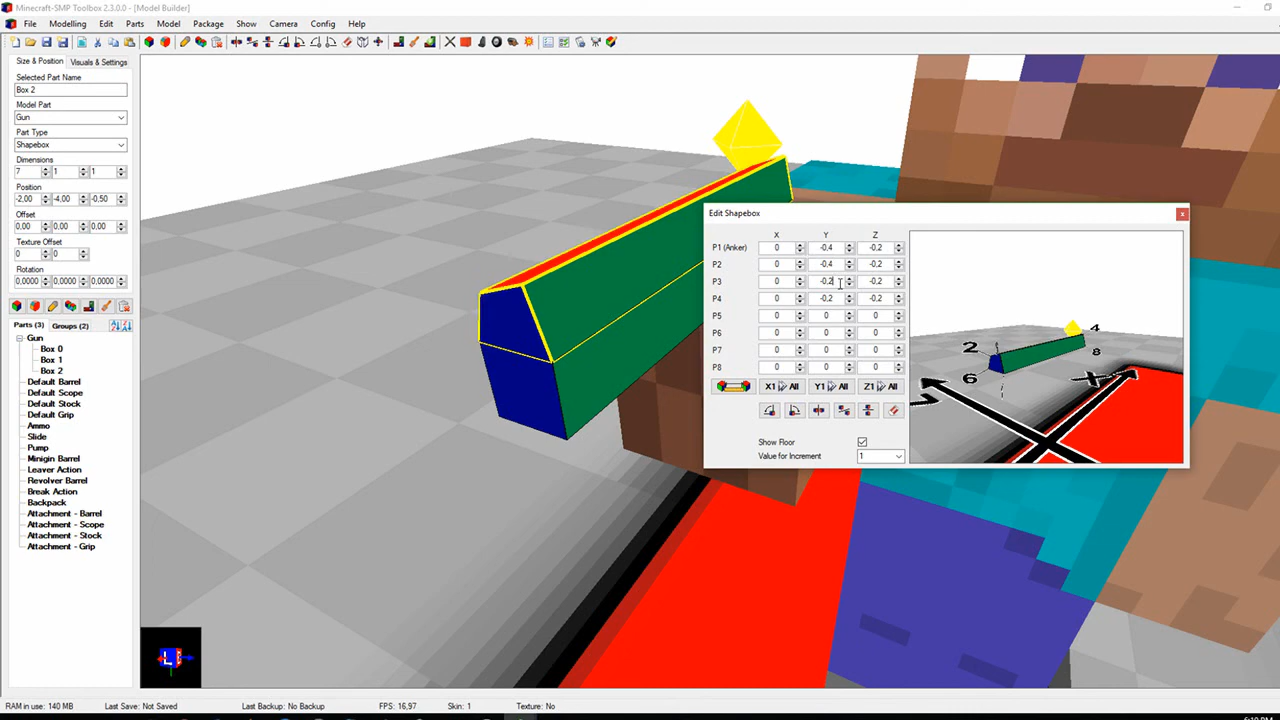 Minecraft-SMP Toolbox 2.3.0.0 - [Model Builder]
File Modelling Edit Parts Model Package Show Camera Config Help
Size & Position Visuals & Settings
Selected Part Name
Box 2
Model Part
Gun
Part Type
Shapebox
Dimensions
7 1 1
Position
-2,00 -4,00 -0,50
Offset
0,00 0,00 0,00
Texture Offset
0 0
Rotation
0,0000 0,0000 0,0000
Parts (3) Groups (2)
Gun
Box 0
Box 1
Box 2
Default Barrel
Default Scope
Default Stock
Default Grip
Ammo
Slide
Pump
Minigin Barrel
Leaver Action
Revolver Barrel
Break Action
Backpack
Attachment - Barrel
Attachment - Scope
Attachment - Stock
Attachment - Grip
L
Edit Shapebox
X Y Z
P1 (Anker) 0 -0,4 -0,2
P2 0 -0,4 -0,2
P3 0 -0,2 -0,2
P4 0 -0,2 -0,2
P5 0 0 0
P6 0 0 0
P7 0 0 0
P8 0 0 0
X1 All Y1 All Z1 All
Show Floor
Value for Increment 1
2 4
6 8
X
RAM in use: 140 MB Last Save: Not Saved Last Backup: No Backup FPS: 16,97 Skin: 1 Texture: No